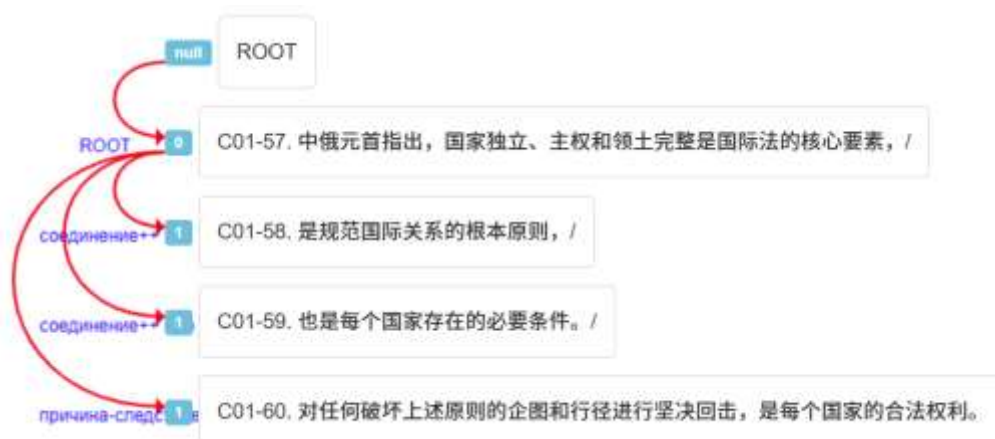 null ROOT
ROOT 0 C01-57. 中俄元首指出，国家独立、主权和领土完整是国际法的核心要素，/
соединение++ 1 C01-58. 是规范国际关系的根本原则，/
соединение++ 1 C01-59. 也是每个国家存在的必要条件。/
причина-след 1 C01-60. 对任何破坏上述原则的企图和行径进行坚决回击，是每个国家的合法权利。